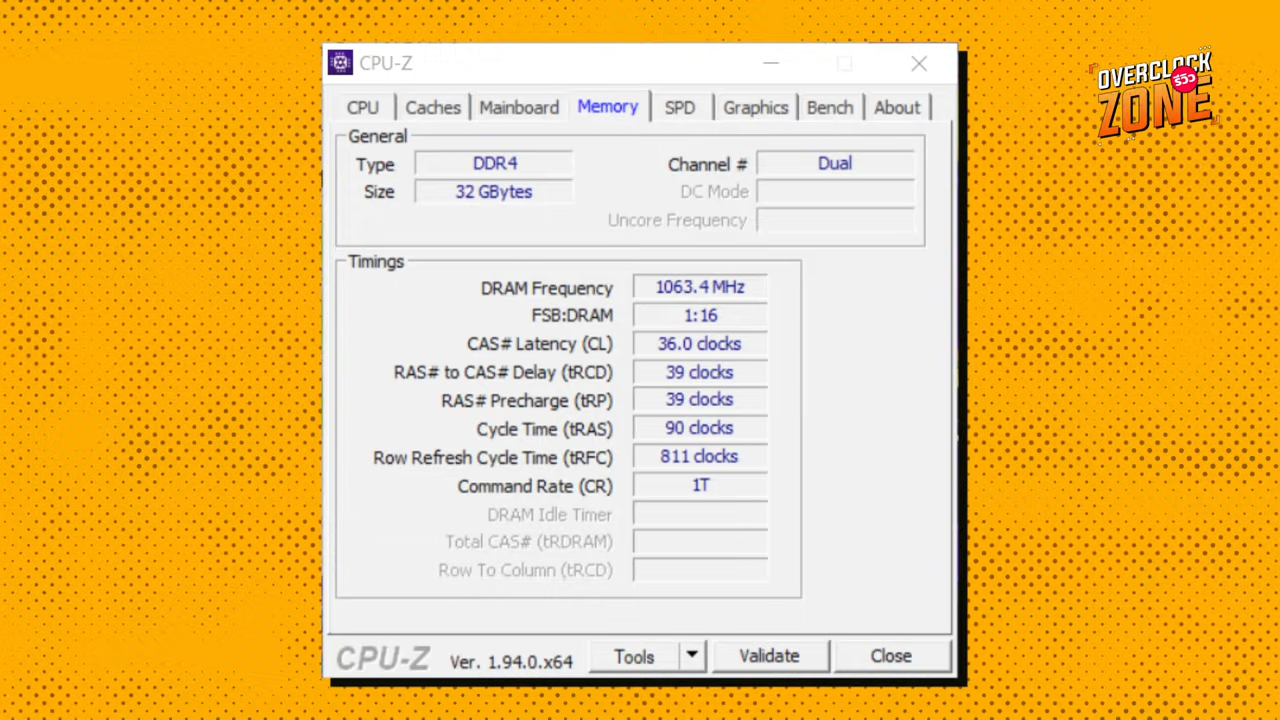 CPU-Z
OVERCLOCK
รีวิว
ZONE
CPU Caches Mainboard Memory SPD Graphics Bench About
General
Type DDR4 Channel # Dual
Size 32 GBytes DC Mode
Uncore Frequency
Timings
DRAM Frequency 1063.4 MHz
FSB:DRAM 1:16
CAS# Latency (CL) 36.0 clocks
RAS# to CAS# Delay (tRCD) 39 clocks
RAS# Precharge (tRP) 39 clocks
Cycle Time (tRAS) 90 clocks
Row Refresh Cycle Time (tRFC) 811 clocks
Command Rate (CR) 1T
DRAM Idle Timer
Total CAS# (tRDRAM)
Row To Column (tRCD)
CPU-Z Ver. 1.94.0.x64 Tools Validate Close